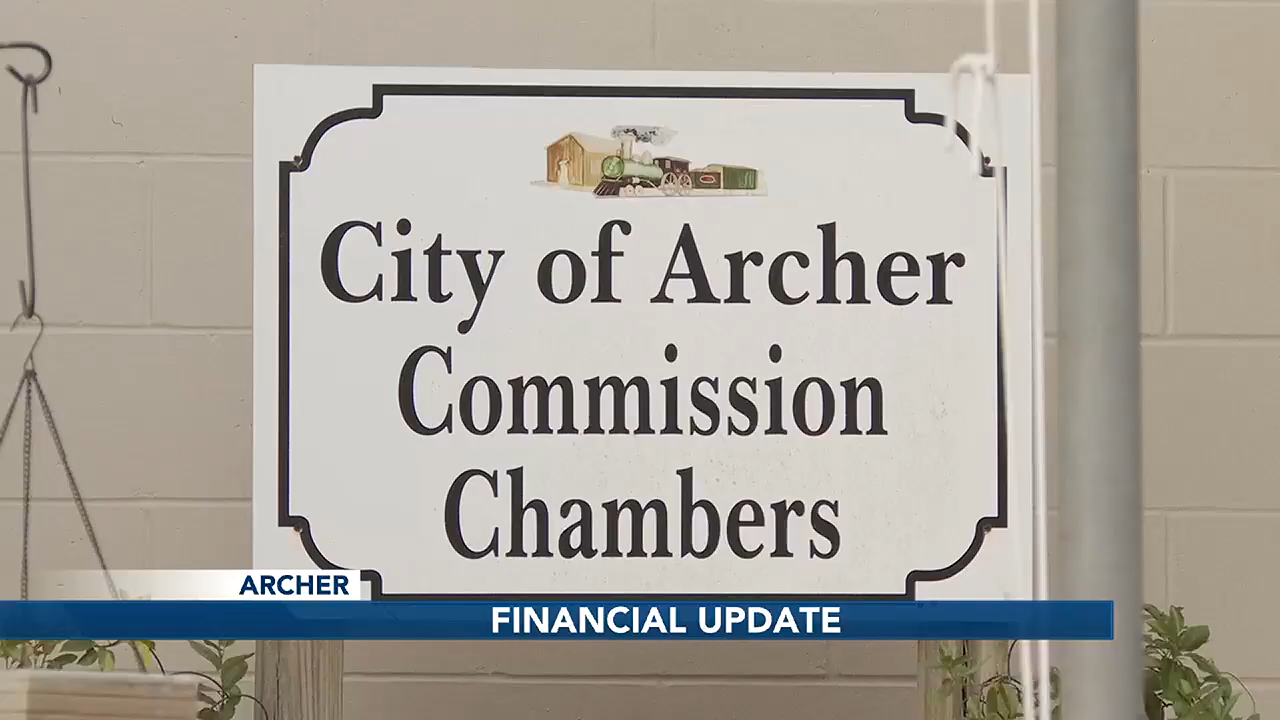 City of Archer
Commission
Chambers
ARCHER
FINANCIAL UPDATE